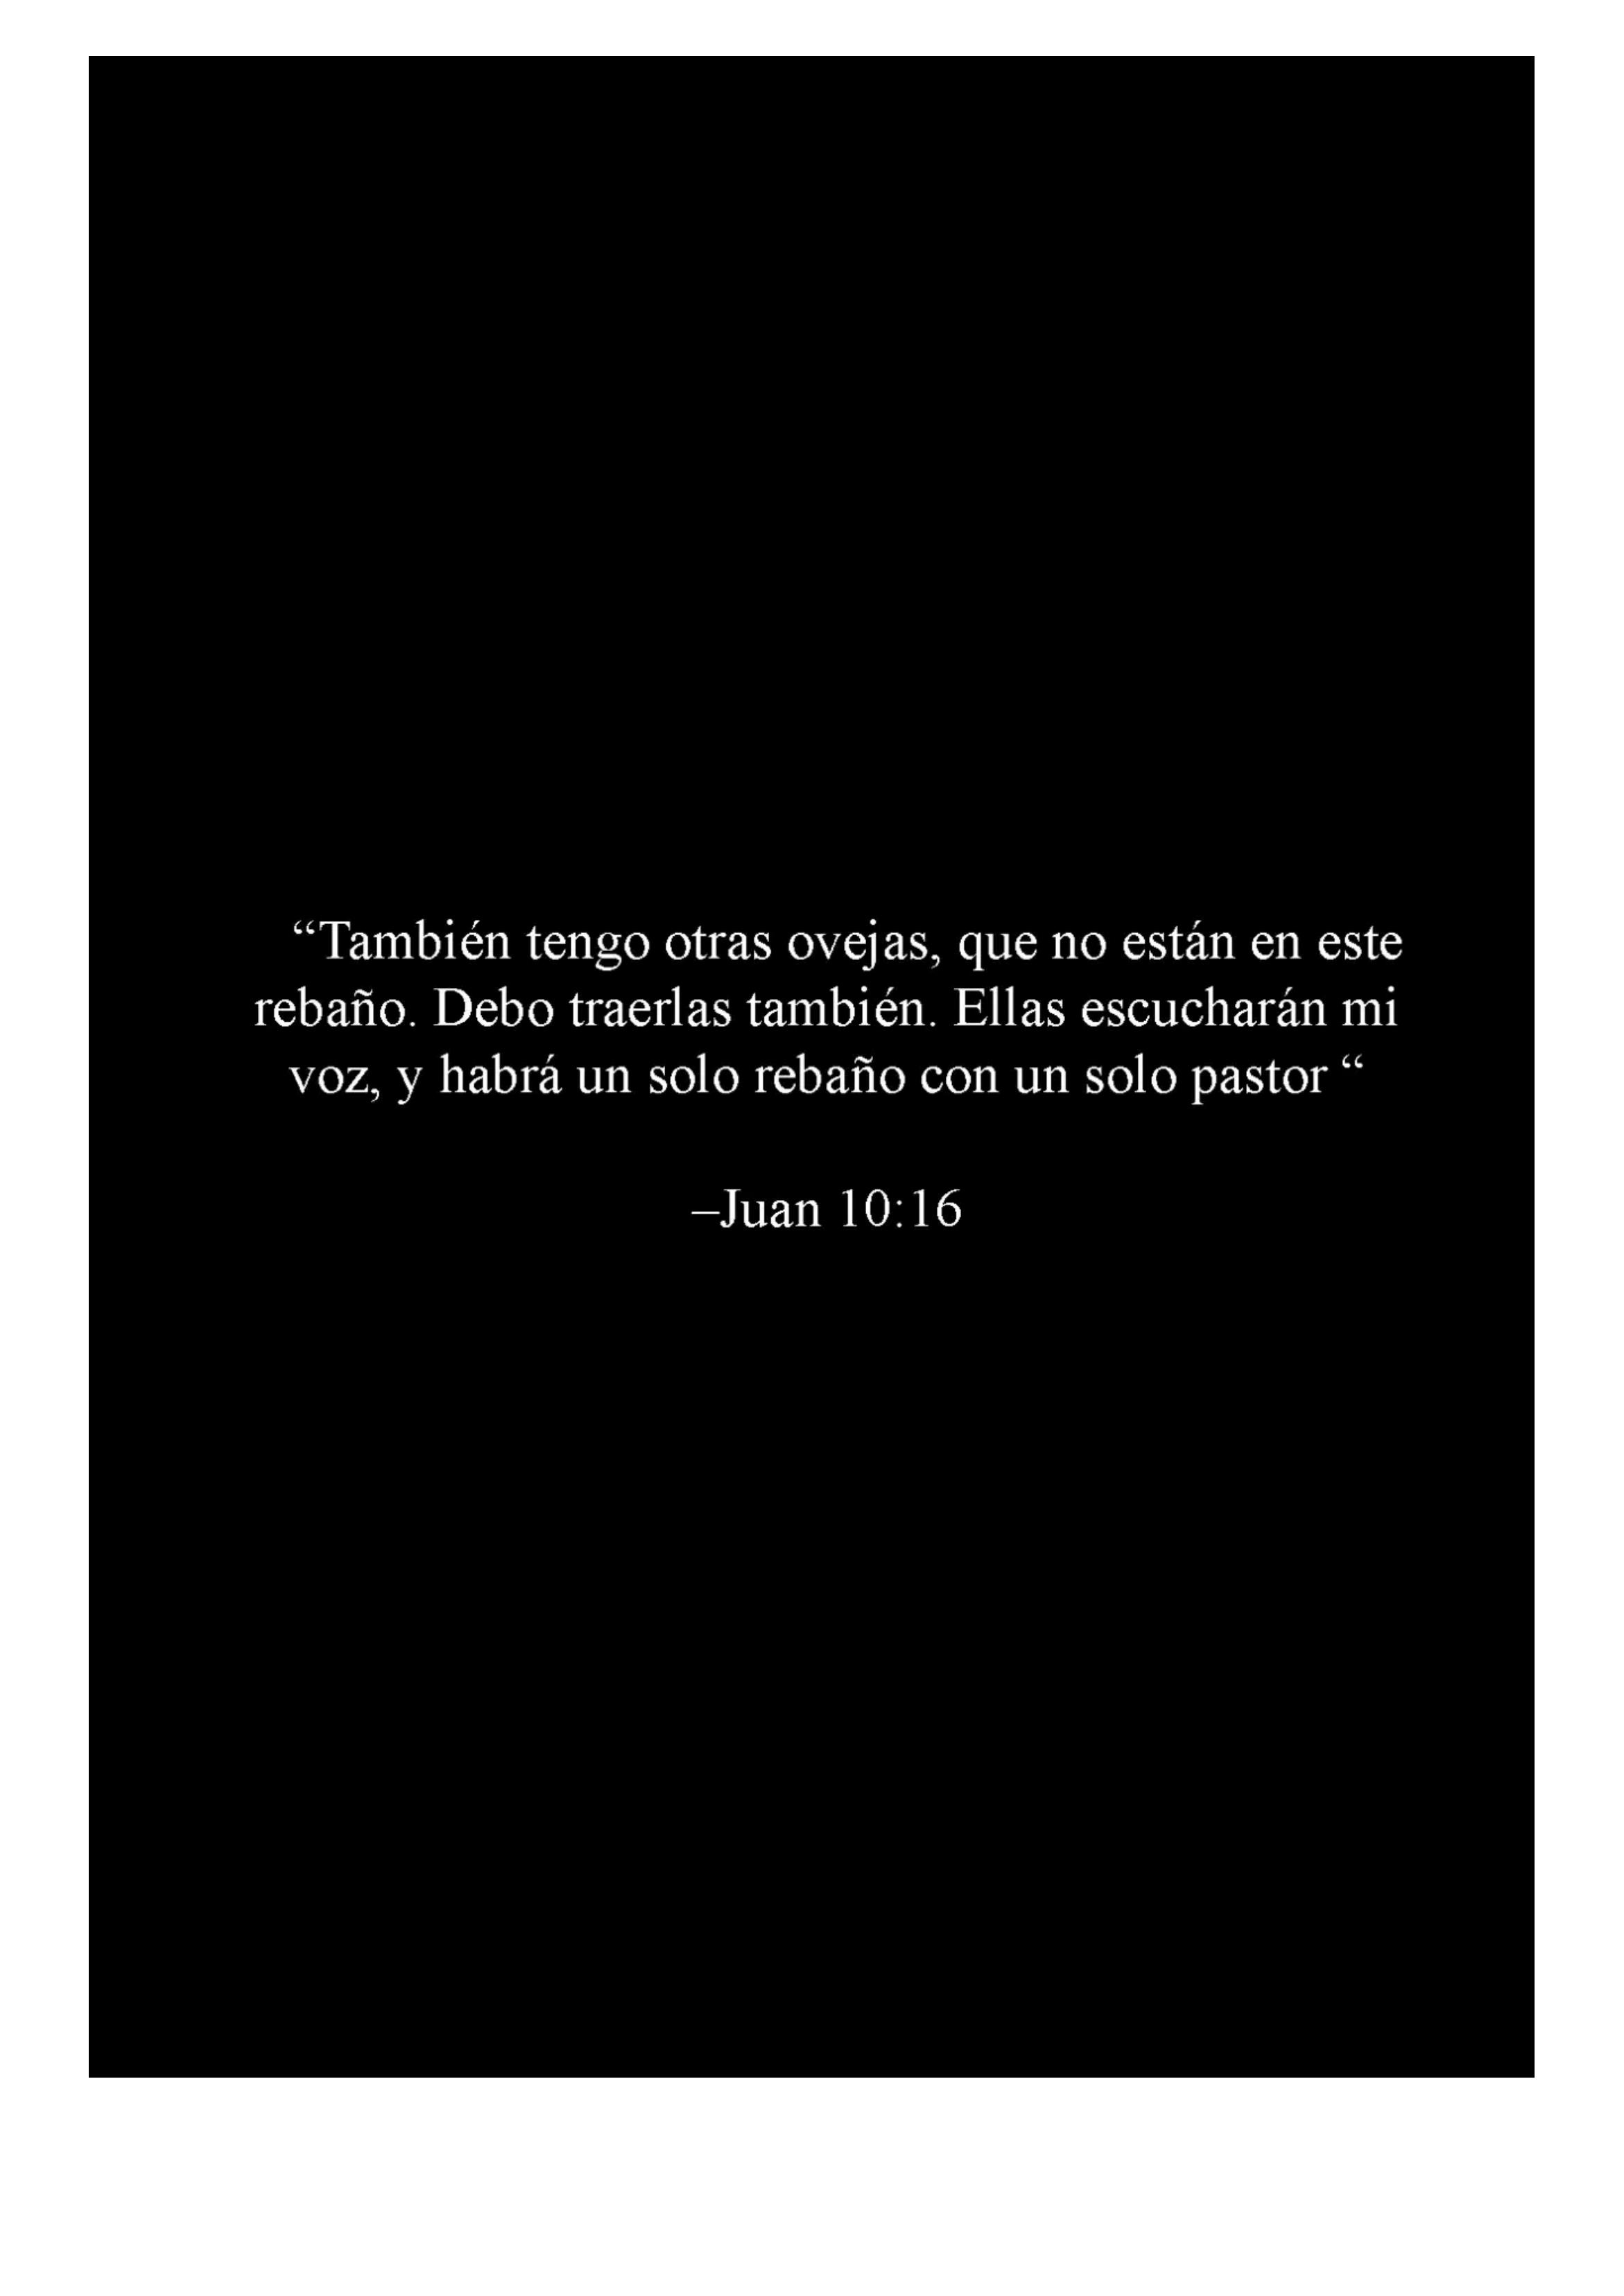 “También tengo otras ovejas, que no están en este
rebaño. Debo traerlas también. Ellas escucharán mi
voz, y habrá un solo rebaño con un solo pastor “
–Juan 10:16